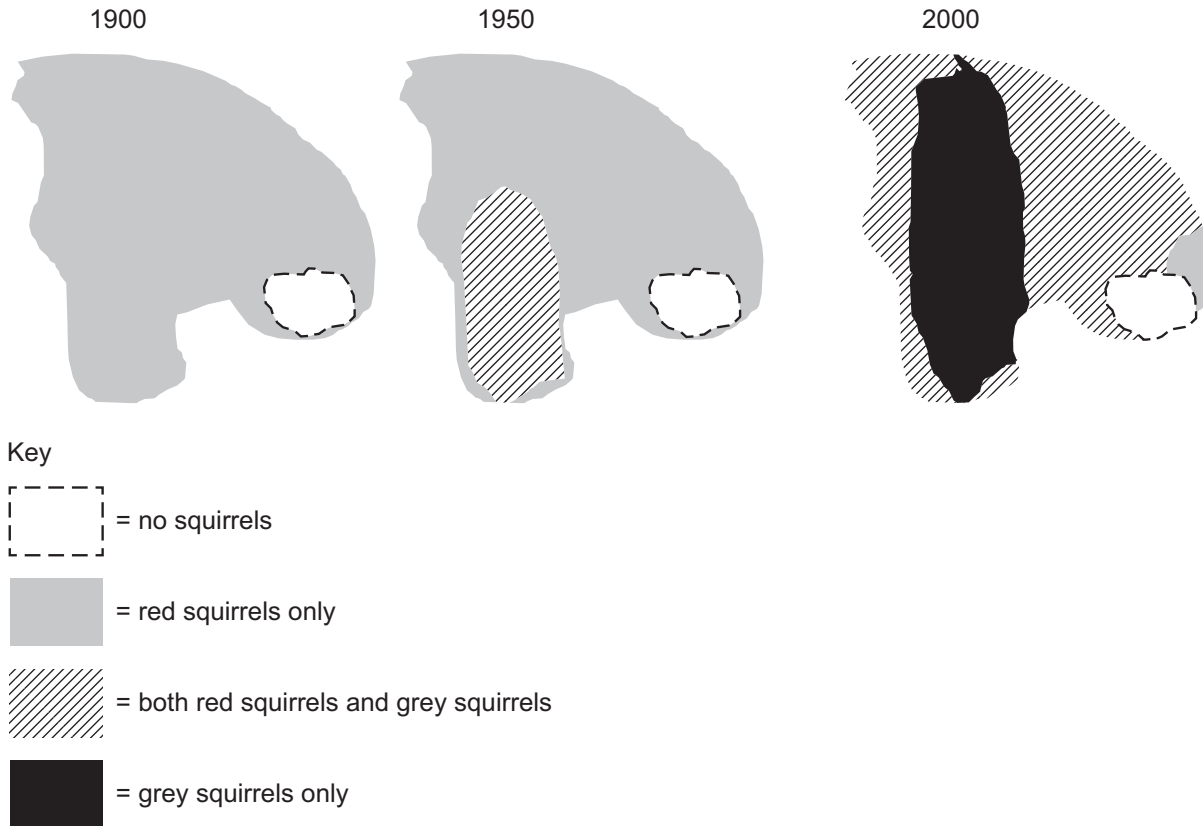 1900
1950
2000
Key
= no squirrels
= red squirrels only
= both red squirrels and grey squirrels
= grey squirrels only